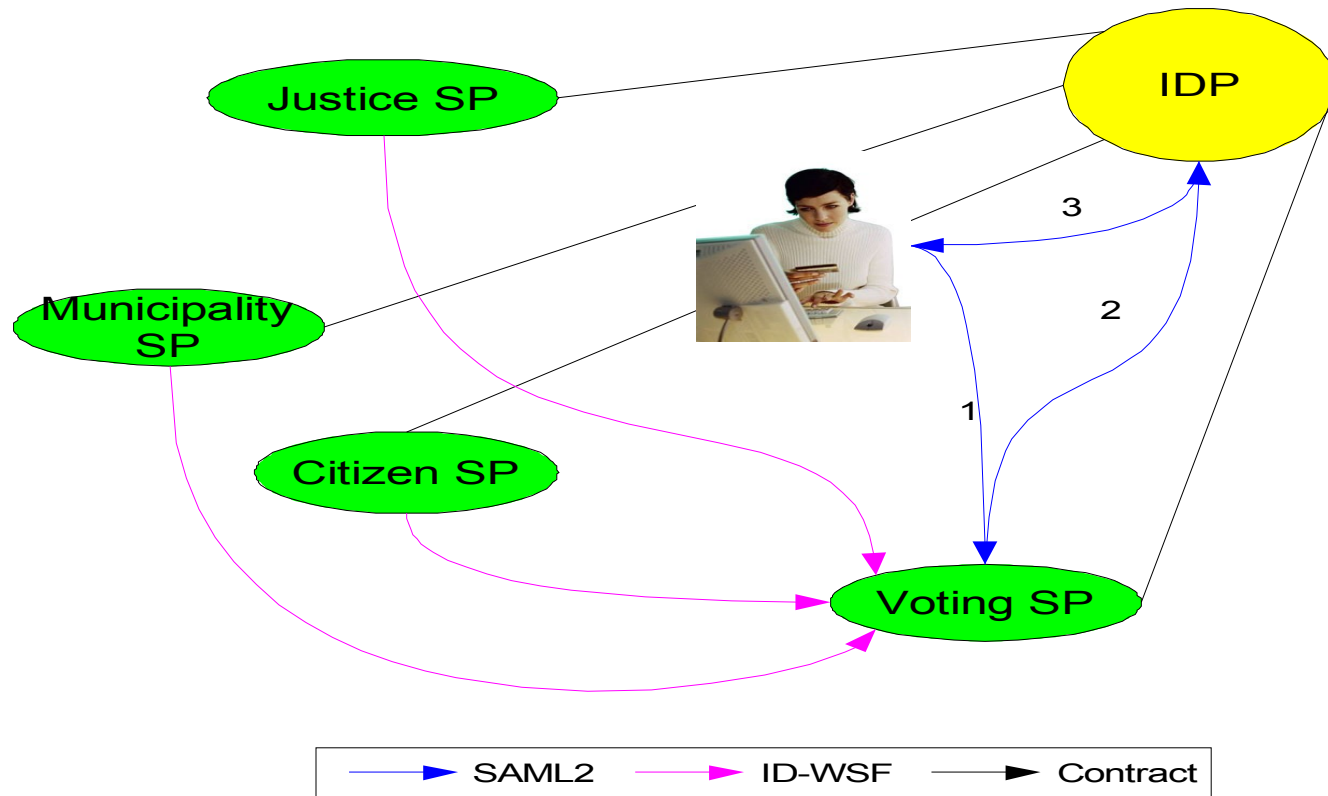 Justice SP
IDP
3
Municipality
SP
2
1
Citizen SP
Voting SP
SAML2
ID-WSF
Contract